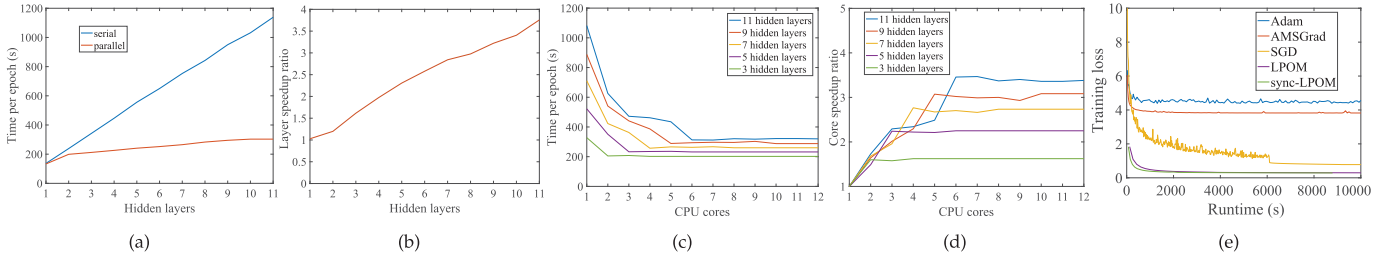 1200
1000
800
600
400
200
0
Time per epoch (s)
serial
parallel
1 2 3 4 5 6 7 8 9 10 11
Hidden layers
(a)
4
3.5
3
2.5
2
1.5
1
0.5
0
Layer speedup ratio
1 2 3 4 5 6 7 8 9 10 11
Hidden layers
(b)
1200
1000
800
600
400
200
0
Time per epoch (s)
11 hidden layers
9 hidden layers
7 hidden layers
5 hidden layers
3 hidden layers
1 2 3 4 5 6 7 8 9 10 11 12
CPU cores
(c)
5
4
3
2
1
Core speedup ratio
11 hidden layers
9 hidden layers
7 hidden layers
5 hidden layers
3 hidden layers
1 2 3 4 5 6 7 8 9 10 11 12
CPU cores
(d)
10
8
6
4
2
0
Training loss
Adam
AMSGrad
SGD
LPOM
sync-LPOM
0 2000 4000 6000 8000 10000
Runtime (s)
(e)